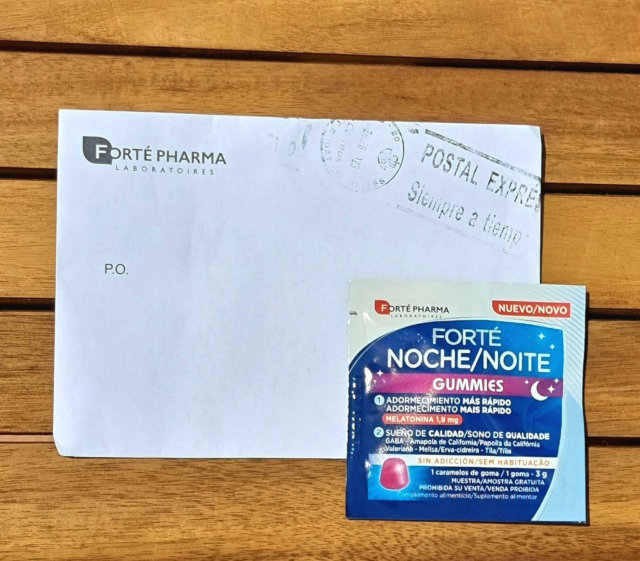 FORTÉ PHARMA
LABORATOIRES
POSTAL EXPRÉ
Siempre a tiempo
P.O.
FORTÉ PHARMA
LABORATOIRES
NUEVO/NOVO
FORTÉ
NOCHE/NOITE
GUMMIES
1 ADORMECIMIENTO MÁS RÁPIDO
ADORMECIMENTO MAIS RÁPIDO
MELATONINA 1,9 mg
2 SUEÑO DE CALIDAD/SONO DE QUALIDADE
GABA - Amapola de California/Papoila da Califórnia
Valeriana - Melisa/Erva-cidreira - Tila/Tília
SIN ADICCIÓN/SEM HABITUAÇÃO
1 caramelos de goma / 1 goma - 3 g
MUESTRA/AMOSTRA GRATUITA
PROHIBIDA SU VENTA/VENDA PROIBIDA
Complemento alimenticio/Suplemento alimentar